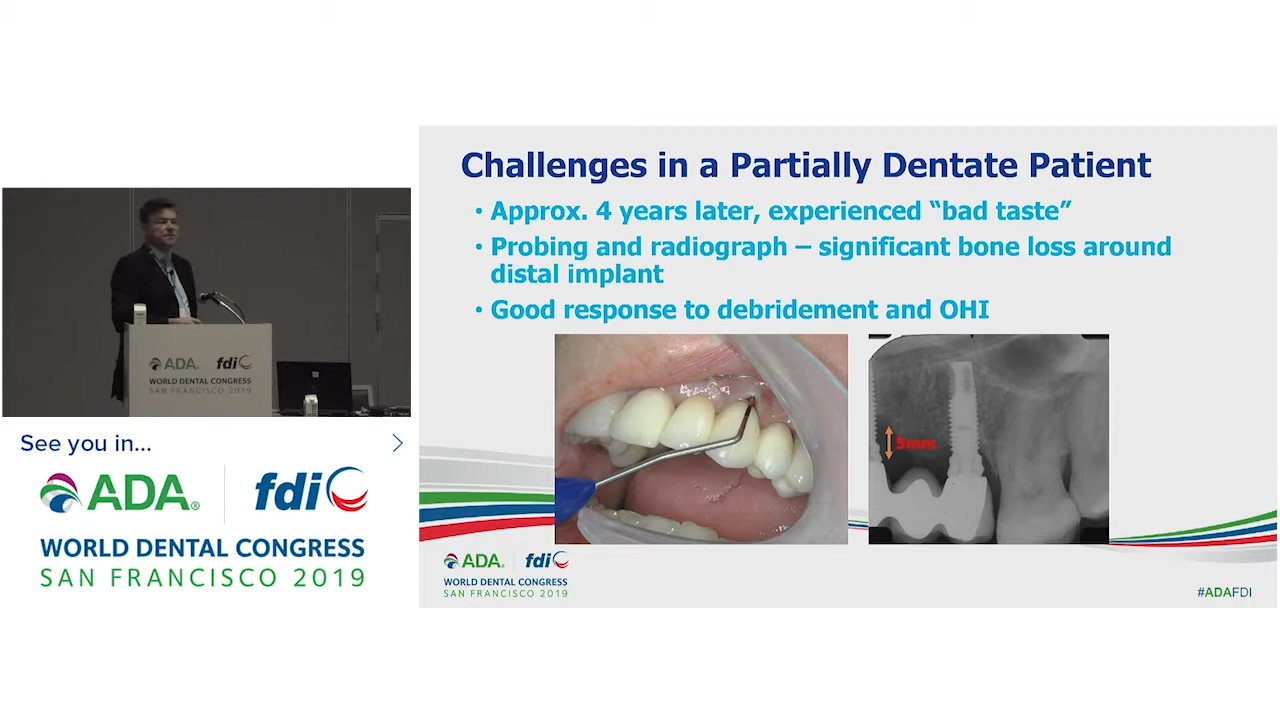 ADA. fdi
WORLD DENTAL CONGRESS
SAN FRANCISCO 2019
See you in...
ADA® fdi
WORLD DENTAL CONGRESS
SAN FRANCISCO 2019
Challenges in a Partially Dentate Patient
• Approx. 4 years later, experienced “bad taste”
• Probing and radiograph – significant bone loss around
distal implant
• Good response to debridement and OHI
5mm
ADA. fdi
WORLD DENTAL CONGRESS
SAN FRANCISCO 2019
#ADAFDI